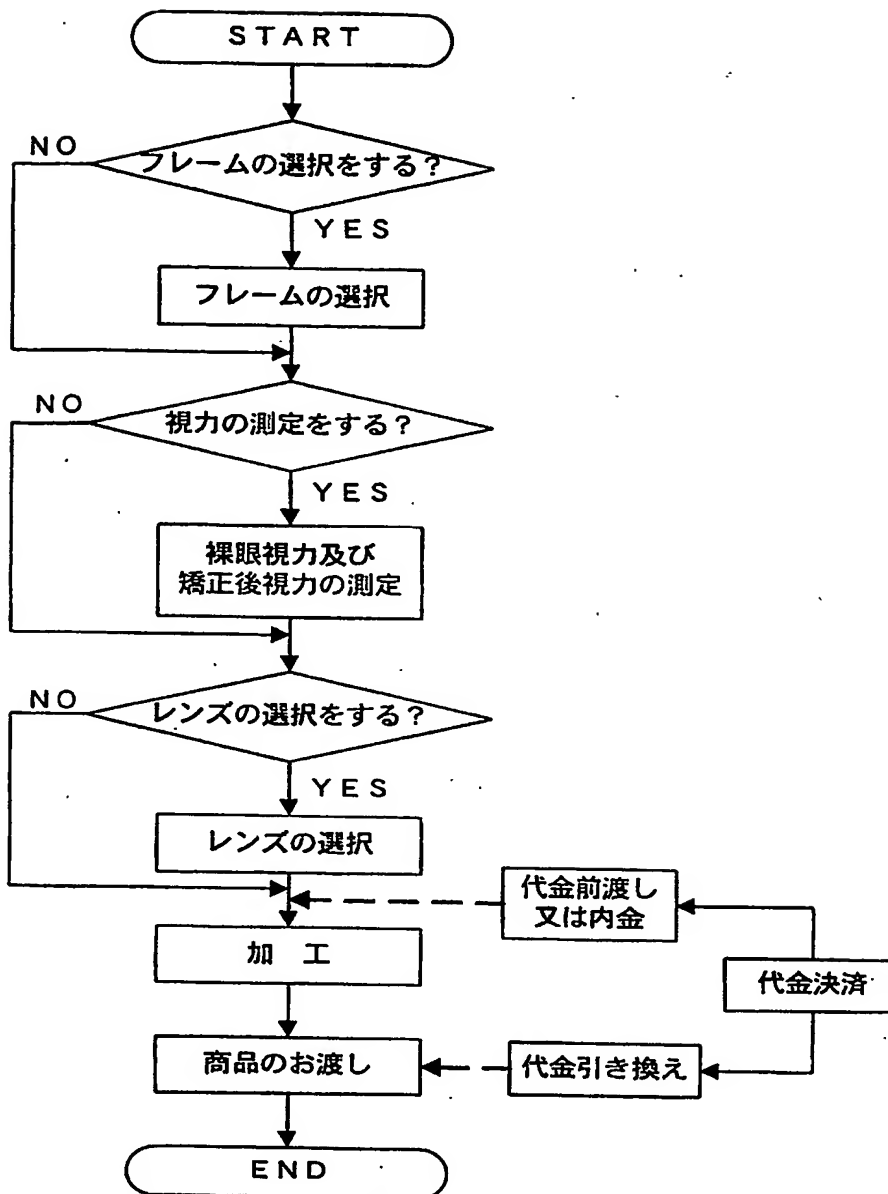 START
NO
フレームの選択をする？
YES
フレームの選択
NO
視力の測定をする？
YES
裸眼視力及び
矯正後視力の測定
NO
レンズの選択をする？
YES
レンズの選択
代金前渡し
又は内金
加 工
代金決済
商品のお渡し
代金引き換え
END